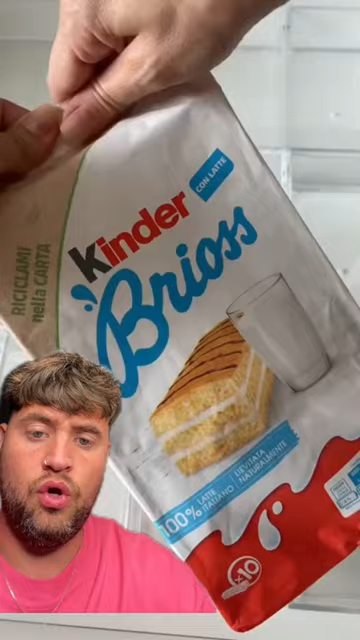 CON LATTE
kinder
Brioss
RICICLAMI
nella CARTA
100% LATTE
ITALIANO
LIEVITATA
NATURALMENTE
x10